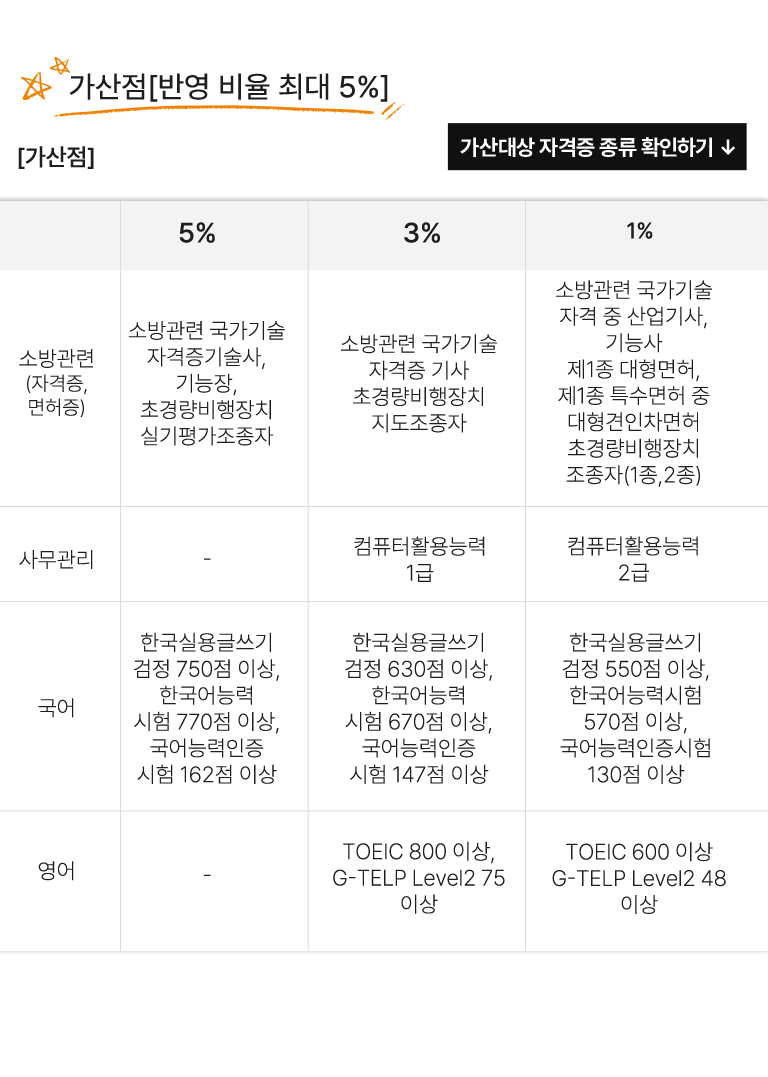 가산점[반영 비율 최대 5%]
[가산점]
가산대상 자격증 종류 확인하기 ↓
5%
3%
1%
소방관련
(자격증,
면허증)
소방관련 국가기술
자격증기술사,
기능장,
초경량비행장치
실기평가조종자
소방관련 국가기술
자격증 기사
초경량비행장치
지도조종자
소방관련 국가기술
자격 중 산업기사,
기능사
제1종 대형면허,
제1종 특수면허 중
대형견인차면허
초경량비행장치
조종자(1종,2종)
사무관리
-
컴퓨터활용능력
1급
컴퓨터활용능력
2급
국어
한국실용글쓰기
검정 750점 이상,
한국어능력
시험 770점 이상,
국어능력인증
시험 162점 이상
한국실용글쓰기
검정 630점 이상,
한국어능력
시험 670점 이상,
국어능력인증
시험 147점 이상
한국실용글쓰기
검정 550점 이상,
한국어능력시험
570점 이상,
국어능력인증시험
130점 이상
영어
-
TOEIC 800 이상,
G-TELP Level2 75
이상
TOEIC 600 이상
G-TELP Level2 48
이상